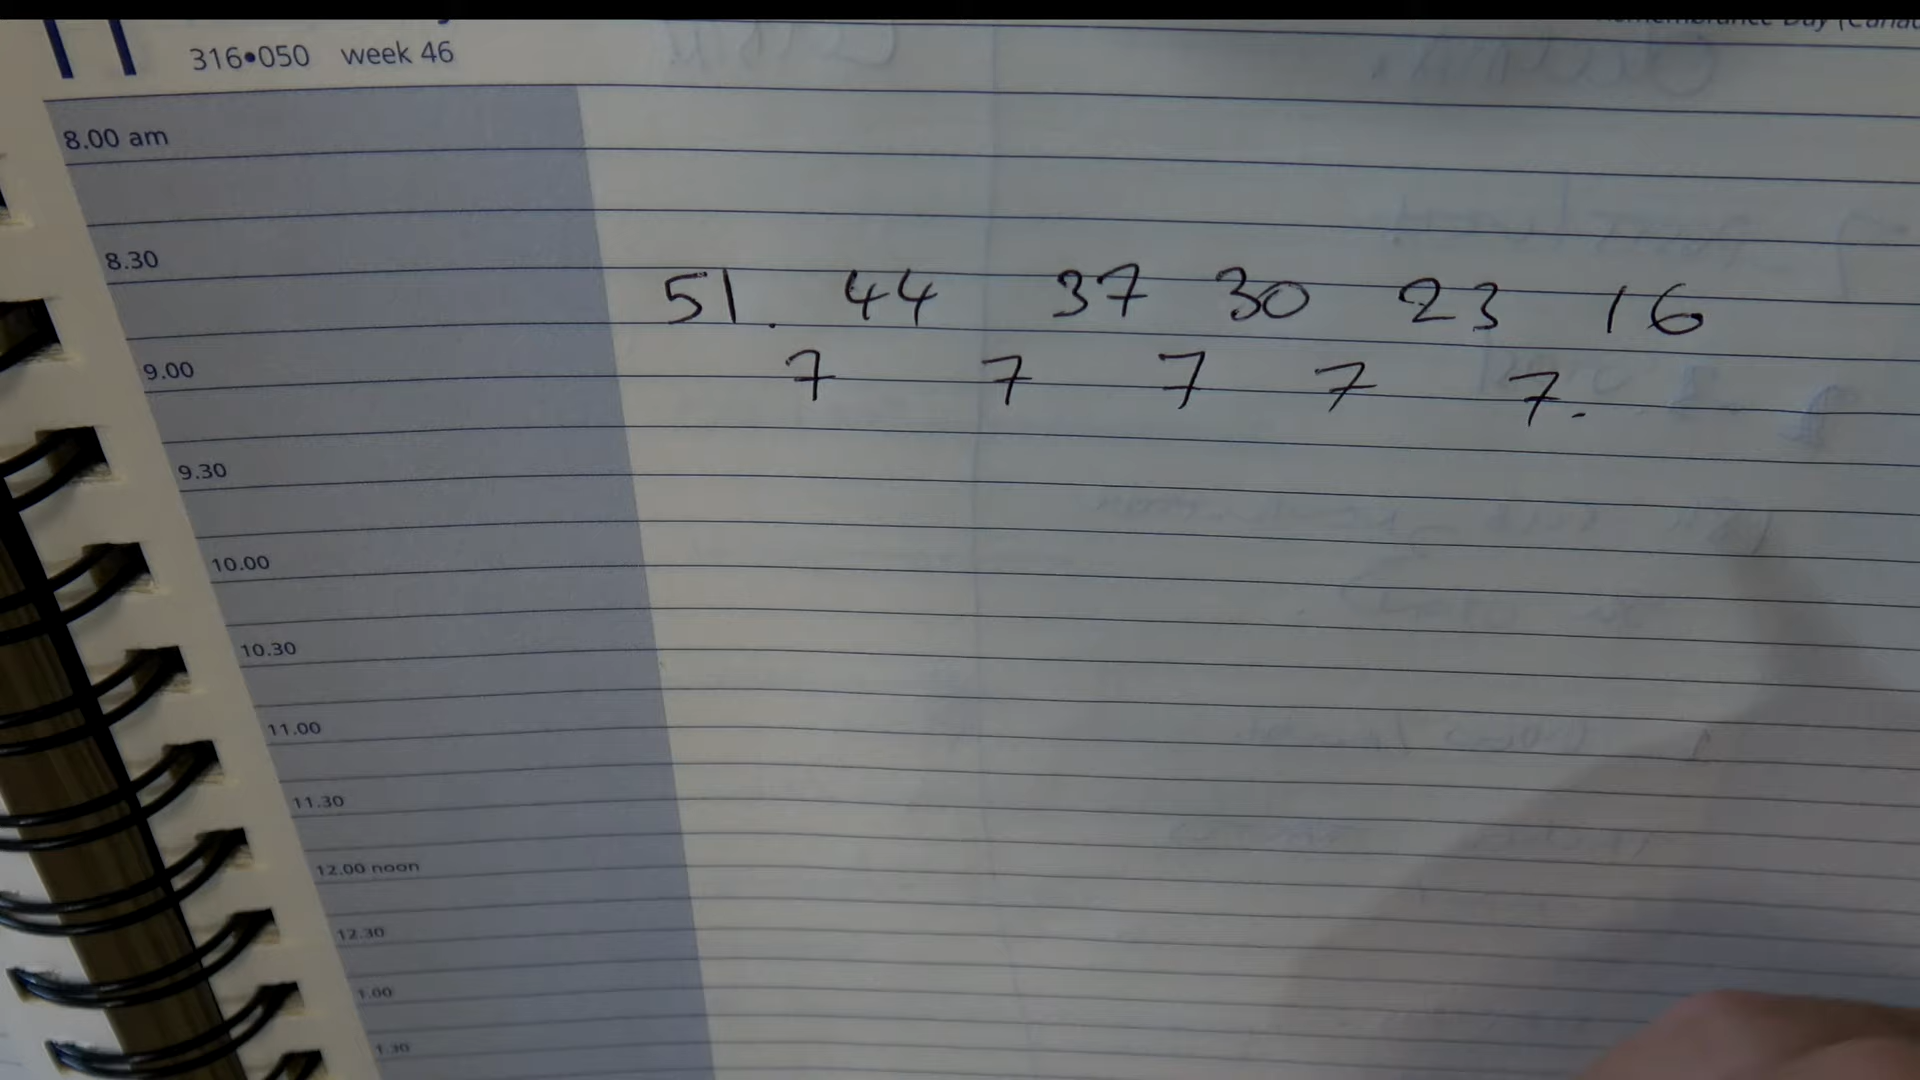 316•050 week 46
8.00 am
8.30
51. 44 37 30 23 16
9.00
7 7 7 7 7.
9.30
10.00
10.30
11.00
11.30
12.00 noon
12.30
1.00
1.30